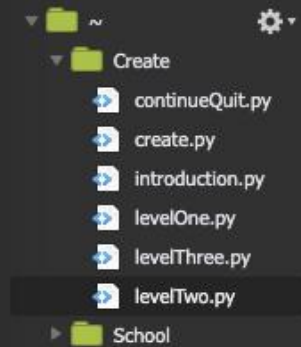 ~
Create
continueQuit.py
create.py
introduction.py
levelOne.py
levelThree.py
levelTwo.py
School